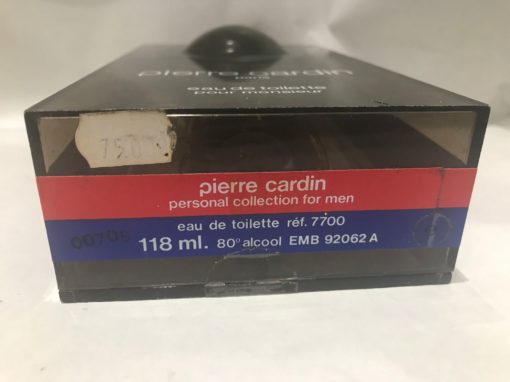 pierre cardin
paris
eau de toilette
pour monsieur
pierre cardin
personal collection for men
eau de toilette réf. 7700
118 ml. 80° alcool EMB 92062 A